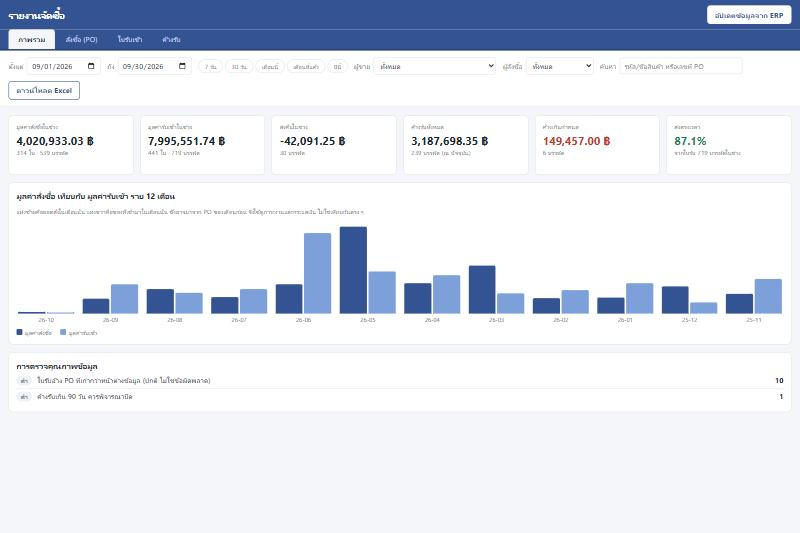 รายงานจัดซื้อ
อัปเดตข้อมูลจาก ERP
ภาพรวม สั่งซื้อ (PO) ใบรับเข้า ค้างรับ
ตั้งแต่ 09/01/2026 ถึง 09/30/2026 7 วัน 30 วัน เดือนนี้ เดือนที่แล้ว ปีนี้ ผู้ขาย ทั้งหมด ผู้สั่งซื้อ ทั้งหมด ค้นหา รหัส/ชื่อสินค้า หรือเลขที่ PO
ดาวน์โหลด Excel
มูลค่าสั่งซื้อในช่วง
4,020,933.03 ฿
314 ใบ · 539 บรรทัด
มูลค่ารับเข้าในช่วง
7,995,551.74 ฿
441 ใบ · 719 บรรทัด
ส่งคืนในช่วง
-42,091.25 ฿
30 บรรทัด
ค้างรับทั้งหมด
3,187,698.35 ฿
239 บรรทัด (ณ ปัจจุบัน)
ค้างเกินกำหนด
149,457.00 ฿
6 บรรทัด
ส่งตรงเวลา
87.1%
จากใบรับ 719 บรรทัดในช่วง
มูลค่าสั่งซื้อ เทียบกับ มูลค่ารับเข้า ราย 12 เดือน
26-10 26-09 26-08 26-07 26-06 26-05 26-04 26-03 26-02 26-01 25-12 25-11
มูลค่าสั่งซื้อ มูลค่ารับเข้า
การตรวจคุณภาพข้อมูล
ต่ำ ใบรับอ้าง PO ที่เก่ากว่าหน้าต่างข้อมูล (ปกติ ไม่ใช่ข้อผิดพลาด) 10
ต่ำ ค้างรับเกิน 90 วัน ควรพิจารณาปิด 1